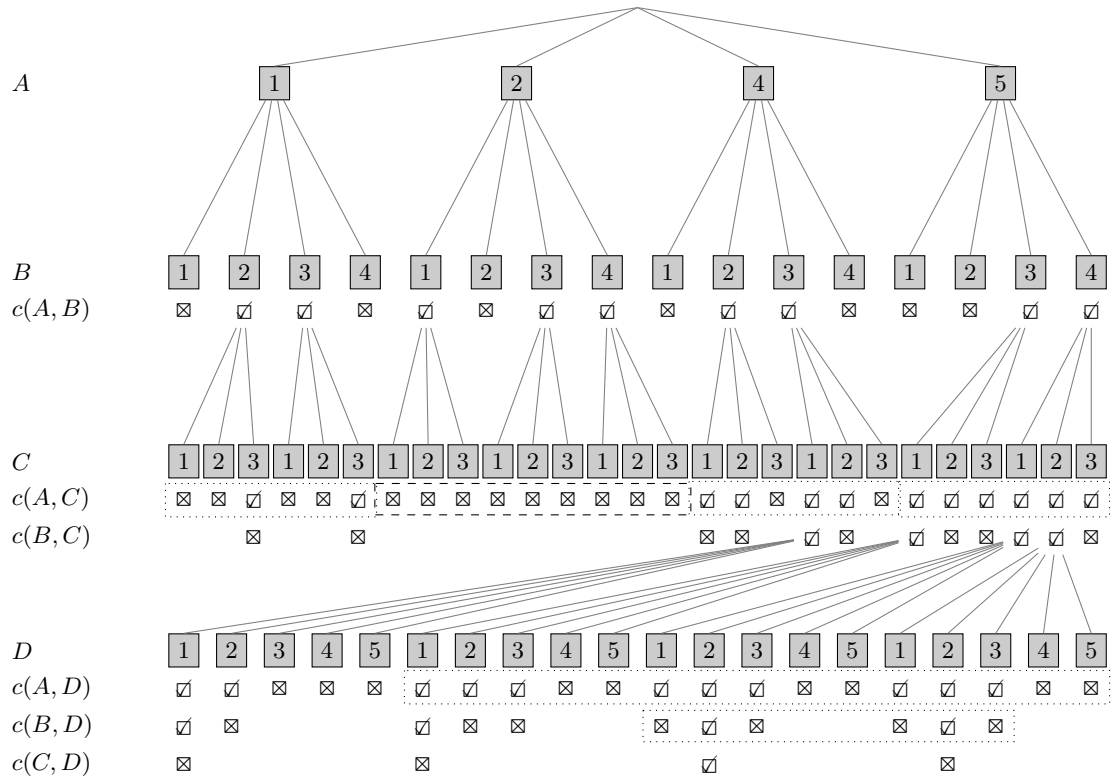 A 1 2 4 5
B 1 2 3 4 1 2 3 4 1 2 3 4 1 2 3 4
c(A, B)
C 1 2 3 1 2 3 1 2 3 1 2 3 1 2 3 1 2 3 1 2 3 1 2 3 1 2 3
c(A, C)
c(B, C)
D 1 2 3 4 5 1 2 3 4 5 1 2 3 4 5 1 2 3 4 5
c(A, D)
c(B, D)
c(C, D)